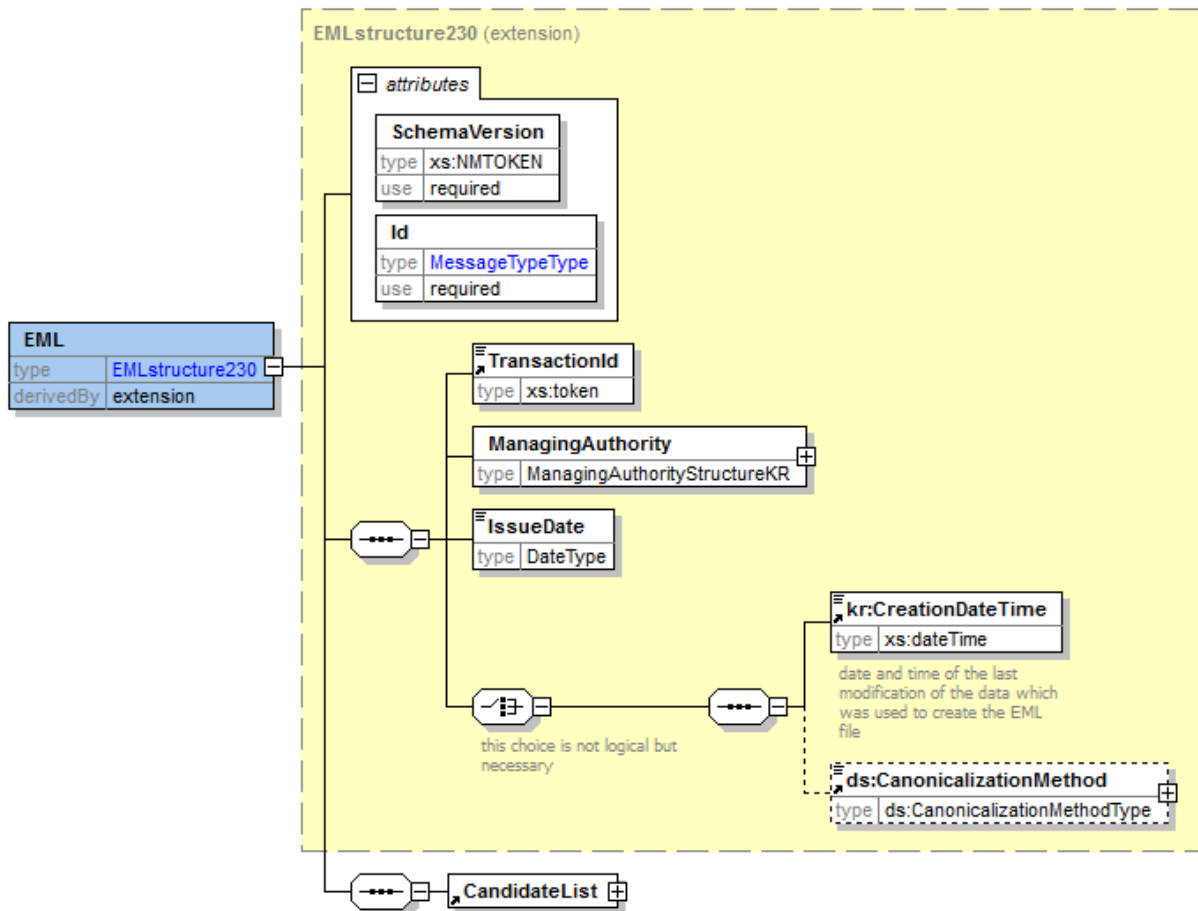 EMLstructure230 (extension)
attributes
SchemaVersion
type xs:NMTOKEN
use required
Id
type MessageTypeType
use required
EML
type EMLstructure230
derivedBy extension
TransactionId
type xs:token
ManagingAuthority
type ManagingAuthorityStructureKR
IssueDate
type DateType
kr:CreationDateTime
type xs:dateTime
date and time of the last
modification of the data which
was used to create the EML
file
this choice is not logical but
necessary
ds:CanonicalizationMethod
type ds:CanonicalizationMethodType
CandidateList